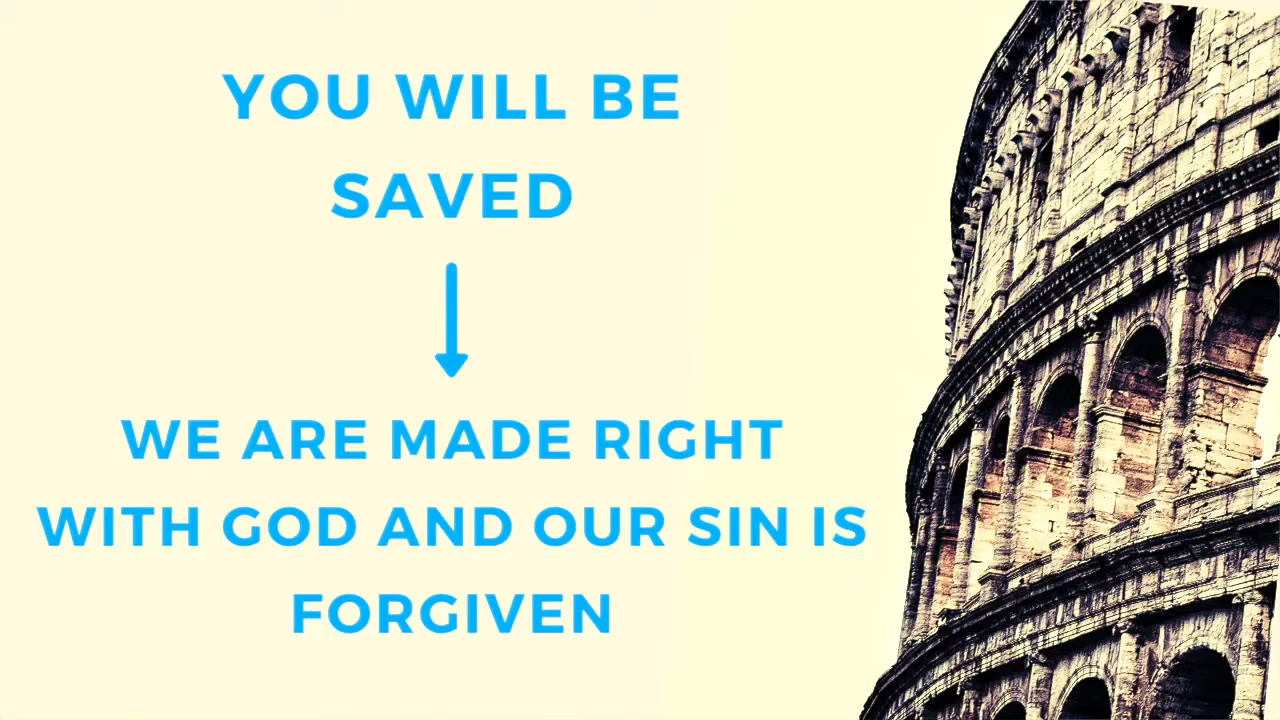 YOU WILL BE
SAVED
WE ARE MADE RIGHT
WITH GOD AND OUR SIN IS
FORGIVEN